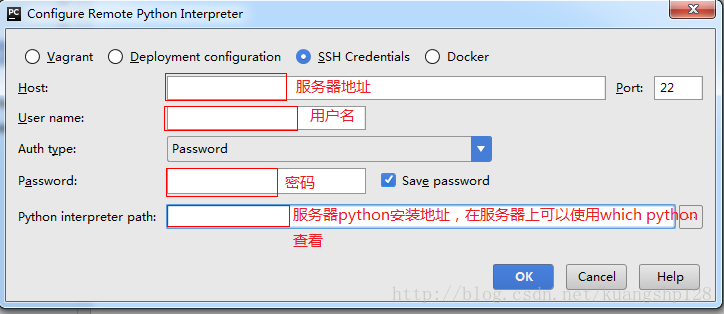 PC Configure Remote Python Interpreter
Vagrant Deployment configuration SSH Credentials Docker
Host: 服务器地址 Port: 22
User name: 用户名
Auth type: Password
Password: 密码 Save password
Python interpreter path: 服务器python安装地址，在服务器上可以使用which python
查看
OK Cancel Help
http://blog.csdn.net/kuangshp128